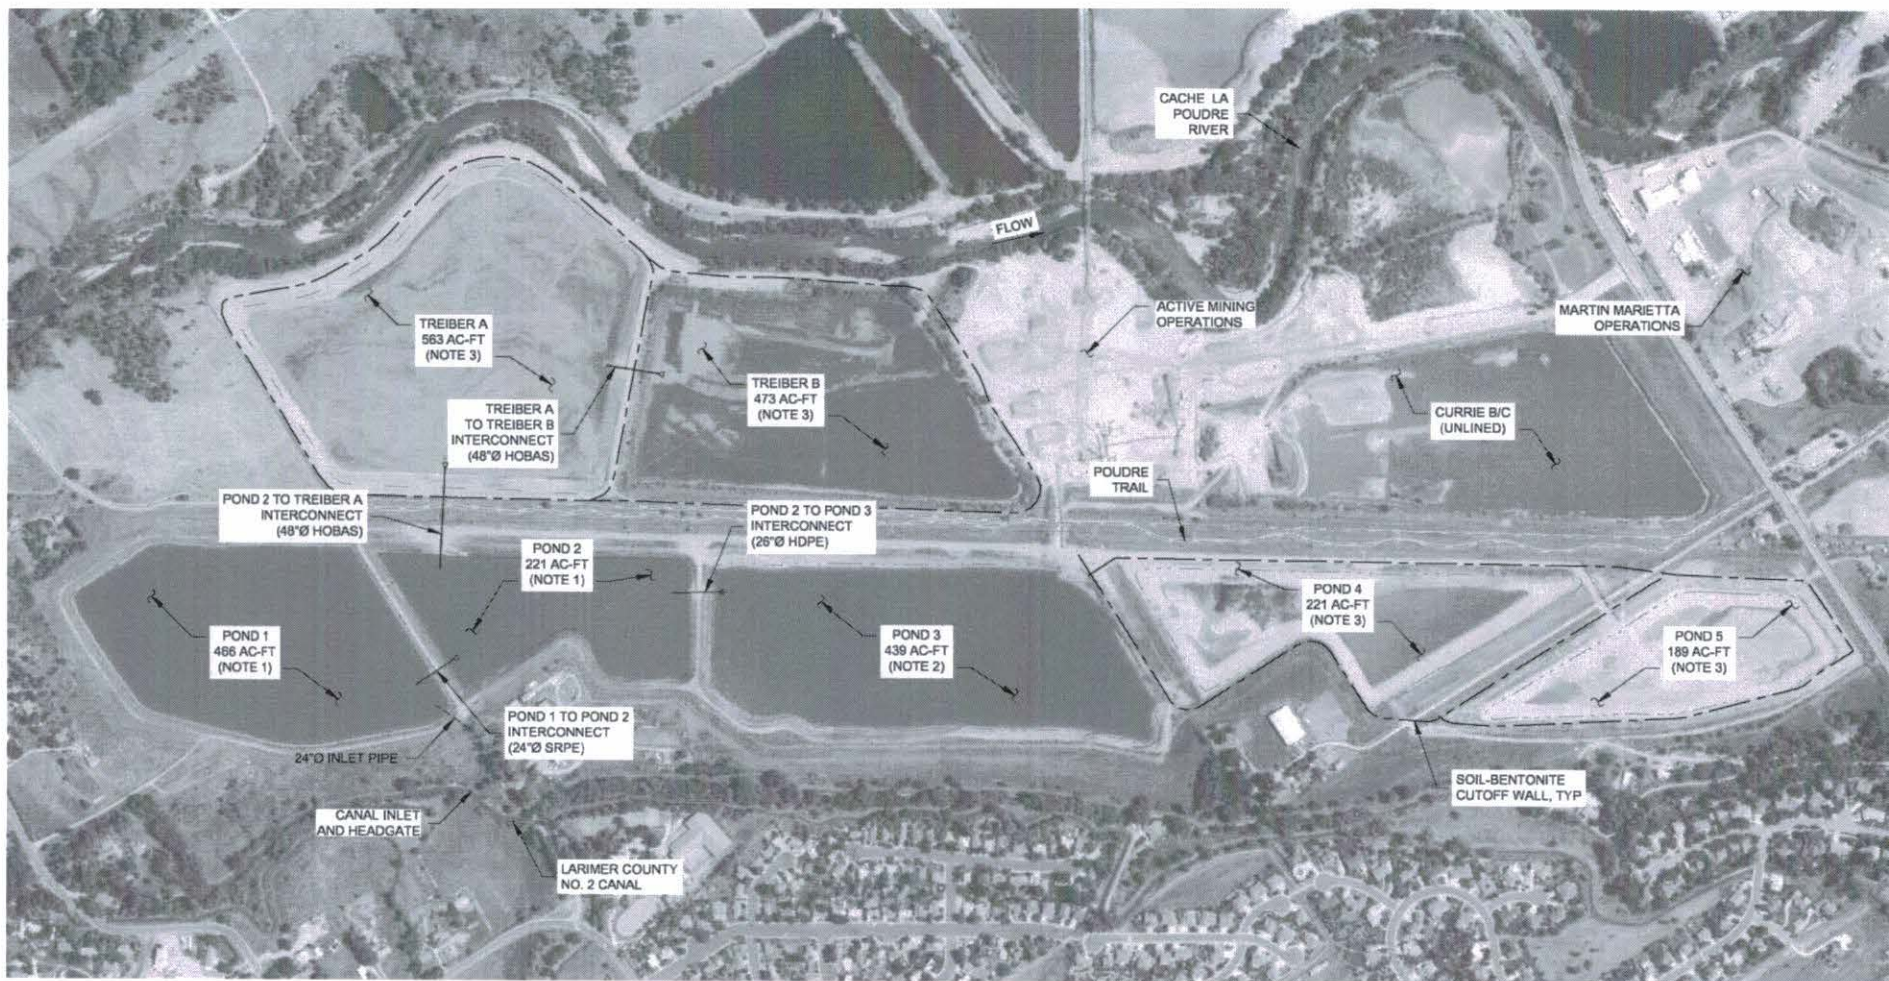 CACHE LA
POUDRE
RIVER
FLOW
TREIBER A
563 AC-FT
(NOTE 3)
ACTIVE MINING
OPERATIONS
MARTIN MARIETTA
OPERATIONS
TREIBER B
473 AC-FT
(NOTE 3)
TREIBER A
TO TREIBER B
INTERCONNECT
(48"Ø HOBAS)
CURRIE B/C
(UNLINED)
POUDRE
TRAIL
POND 2 TO TREIBER A
INTERCONNECT
(48"Ø HOBAS)
POND 2 TO POND 3
INTERCONNECT
(26"Ø HDPE)
POND 2
221 AC-FT
(NOTE 1)
POND 4
221 AC-FT
(NOTE 3)
POND 1
466 AC-FT
(NOTE 1)
POND 3
439 AC-FT
(NOTE 2)
POND 5
189 AC-FT
(NOTE 3)
POND 1 TO POND 2
INTERCONNECT
(24"Ø SRPE)
24"Ø INLET PIPE
SOIL-BENTONITE
CUTOFF WALL, TYP
CANAL INLET
AND HEADGATE
LARIMER COUNTY
NO. 2 CANAL